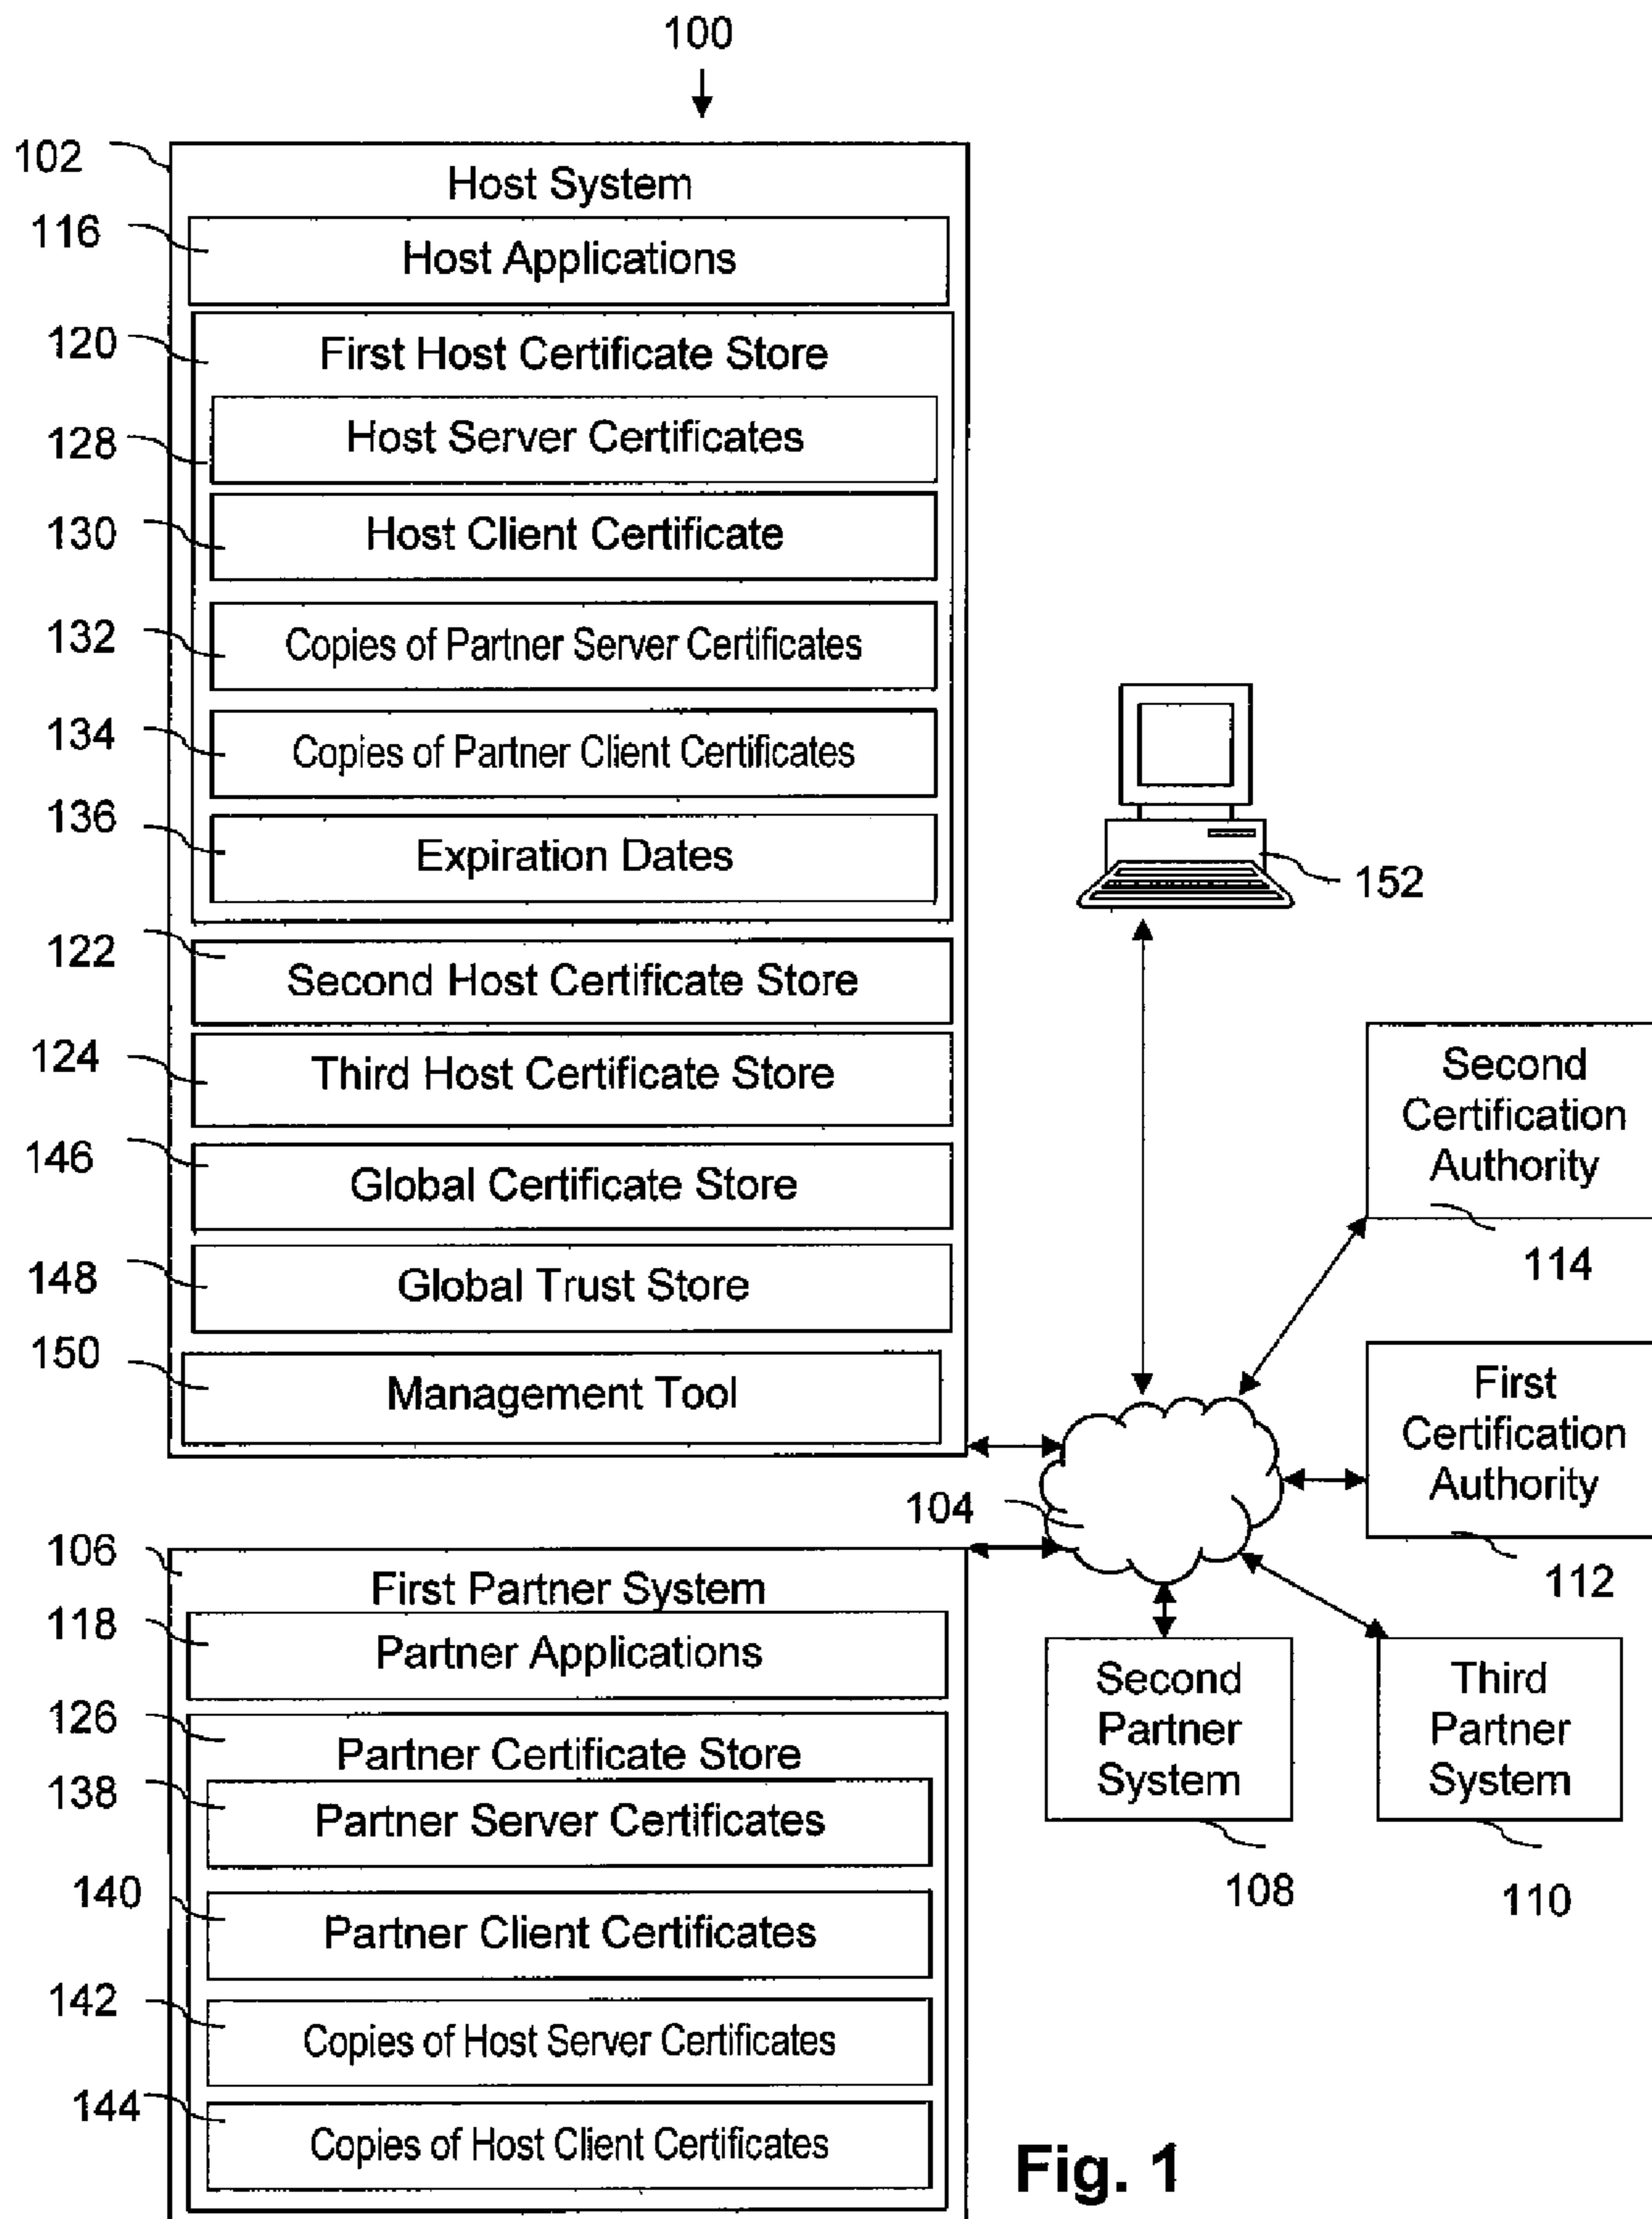 100
102
Host System
116
Host Applications
120
First Host Certificate Store
128
Host Server Certificates
130
Host Client Certificate
132
Copies of Partner Server Certificates
134
Copies of Partner Client Certificates
136
Expiration Dates
152
122
Second Host Certificate Store
124
Third Host Certificate Store
146
Global Certificate Store
148
Global Trust Store
150
Management Tool
Second
Certification
Authority
114
First
Certification
Authority
112
104
106
First Partner System
118
Partner Applications
126
Partner Certificate Store
138
Partner Server Certificates
140
Partner Client Certificates
142
Copies of Host Server Certificates
144
Copies of Host Client Certificates
Second
Partner
System
108
Third
Partner
System
110
Fig. 1